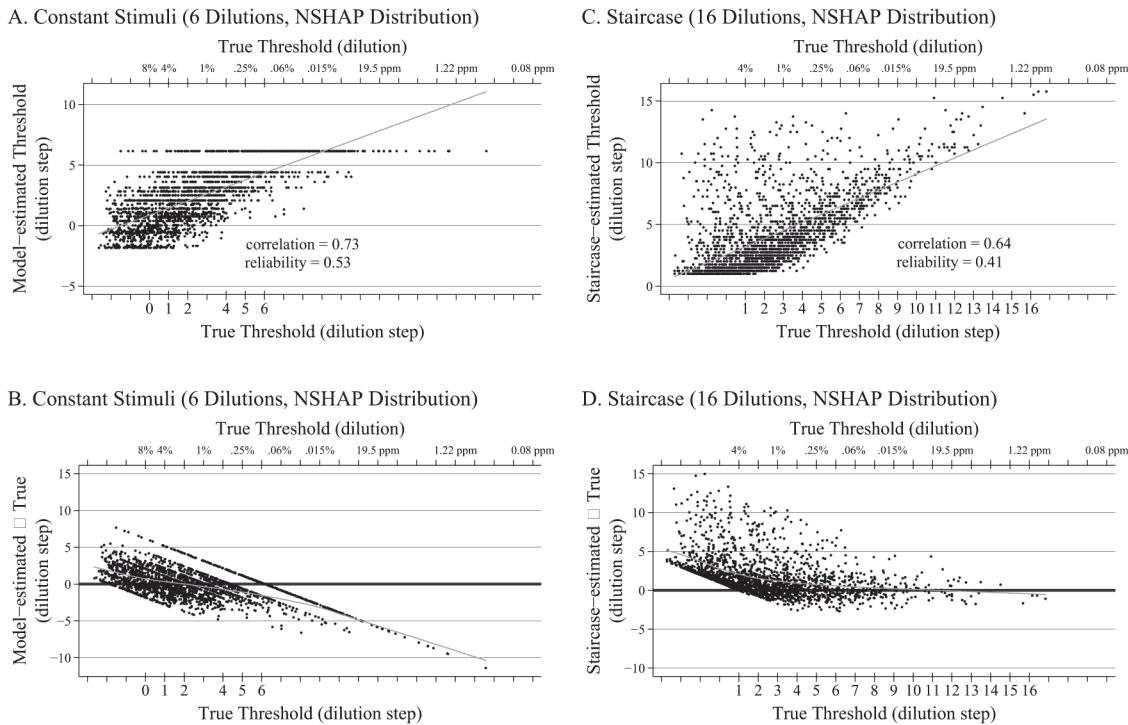 A. Constant Stimuli (6 Dilutions, NSHAP Distribution)
True Threshold (dilution)
8% 4% 1% .25% .06% .015% 19.5 ppm 1.22 ppm 0.08 ppm
Model−estimated Threshold
(dilution step)
10
5
0
−5
correlation = 0.73
reliability = 0.53
0 1 2 4 5 6
True Threshold (dilution step)
C. Staircase (16 Dilutions, NSHAP Distribution)
True Threshold (dilution)
4% 1% .25% .06% .015% 19.5 ppm 1.22 ppm 0.08 ppm
Staircase−estimated Threshold
(dilution step)
15
10
5
0
correlation = 0.64
reliability = 0.41
1 2 3 4 5 6 7 8 9 10 11 12 13 14 15 16
True Threshold (dilution step)
B. Constant Stimuli (6 Dilutions, NSHAP Distribution)
True Threshold (dilution)
8% 4% 1% .25% .06% .015% 19.5 ppm 1.22 ppm 0.08 ppm
Model−estimated □ True
(dilution step)
15
10
5
0
−5
−10
0 1 2 4 5 6
True Threshold (dilution step)
D. Staircase (16 Dilutions, NSHAP Distribution)
True Threshold (dilution)
4% 1% .25% .06% .015% 19.5 ppm 1.22 ppm 0.08 ppm
Staircase−estimated □ True
(dilution step)
15
10
5
0
−5
−10
1 2 3 4 5 6 7 8 9 10 11 12 13 14 15 16
True Threshold (dilution step)